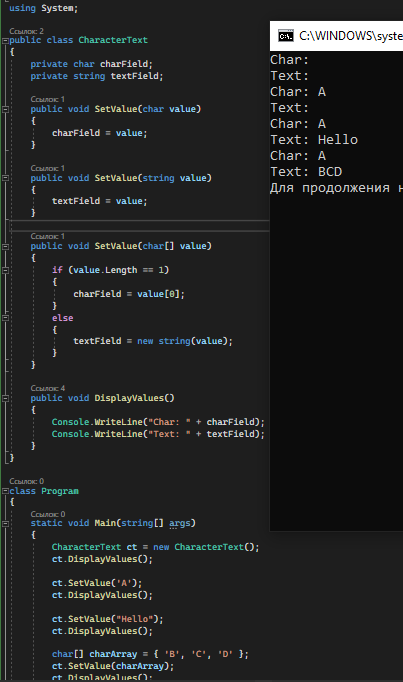 using System;
Ссылок: 2
public class CharacterText
{
private char charField;
private string textField;
Ссылок: 1
public void SetValue(char value)
{
charField = value;
}
Ссылок: 1
public void SetValue(string value)
{
textField = value;
}
Ссылок: 1
public void SetValue(char[] value)
{
if (value.Length == 1)
{
charField = value[0];
}
else
{
textField = new string(value);
}
}
Ссылок: 4
public void DisplayValues()
{
Console.WriteLine("Char: " + charField);
Console.WriteLine("Text: " + textField);
}
}
Ссылок: 0
class Program
{
Ссылок: 0
static void Main(string[] args)
{
CharacterText ct = new CharacterText();
ct.DisplayValues();
ct.SetValue('A');
ct.DisplayValues();
ct.SetValue("Hello");
ct.DisplayValues();
char[] charArray = { 'B', 'C', 'D' };
ct.SetValue(charArray);
ct.DisplayValues();
C:\WINDOWS\syste
Char:
Text:
Char: A
Text:
Char: A
Text: Hello
Char: A
Text: BCD
Для продолжения н